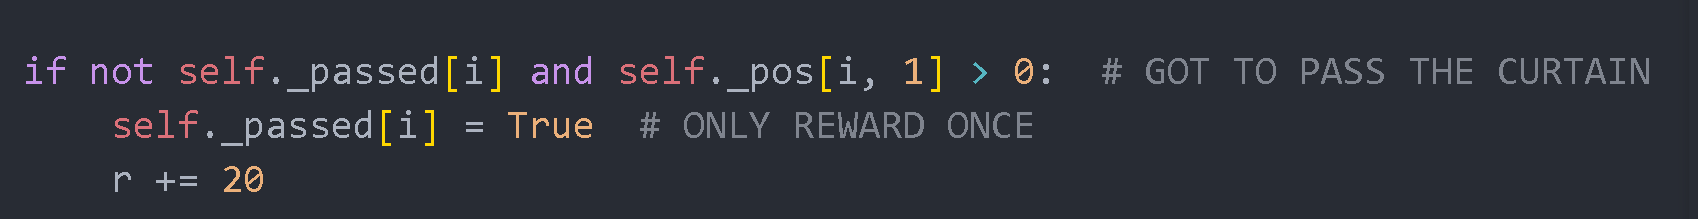 if not self._passed[i] and self._pos[i, 1] > 0:  # GOT TO PASS THE CURTAIN
    self._passed[i] = True  # ONLY REWARD ONCE
    r += 20